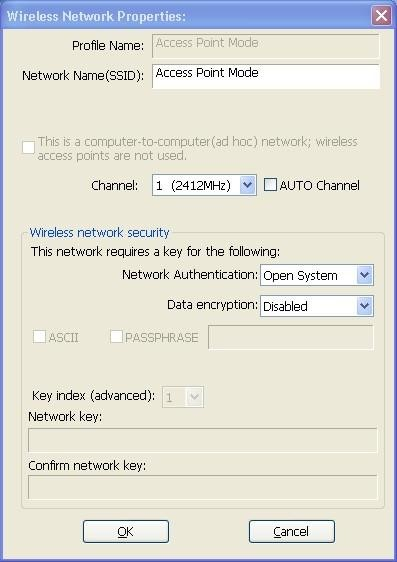 Wireless Network Properties:
Profile Name: Access Point Mode
Network Name(SSID): Access Point Mode
This is a computer-to-computer(ad hoc) network; wireless
access points are not used.
Channel: 1 (2412MHz) AUTO Channel
Wireless network security
This network requires a key for the following:
Network Authentication: Open System
Data encryption: Disabled
ASCII PASSPHRASE
Key index (advanced): 1
Network key:
Confirm network key:
OK Cancel